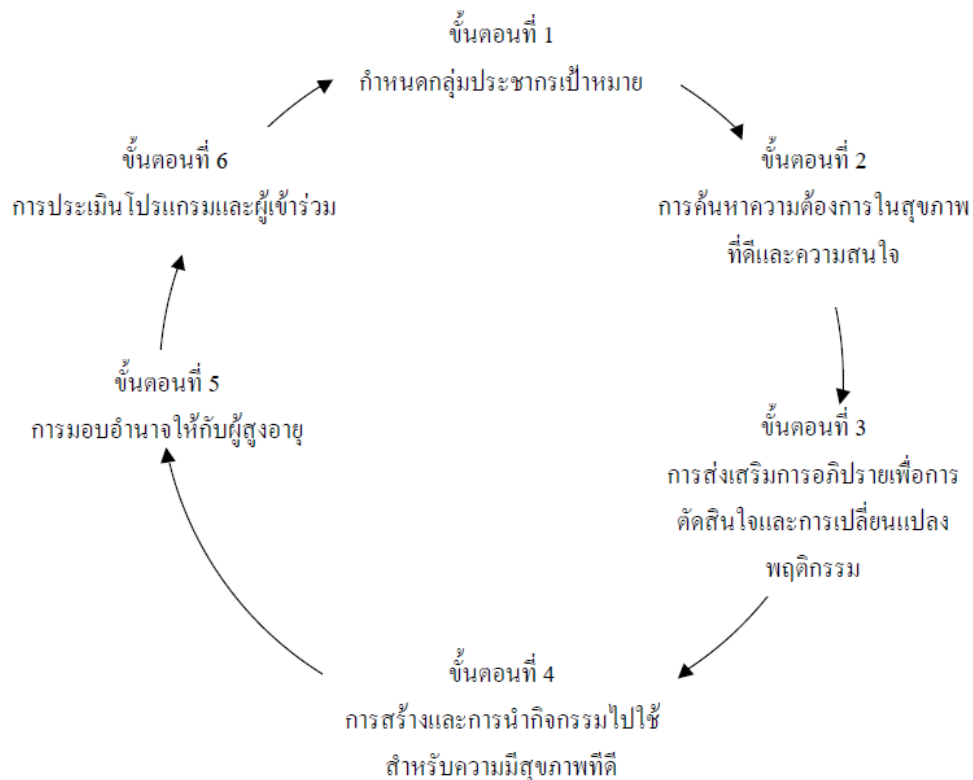 ขั้นตอนที่ 1
กำหนดกลุ่มประชากรเป้าหมาย
ขั้นตอนที่ 2
การค้นหาความต้องการในสุขภาพ
ที่ดีและความสนใจ
ขั้นตอนที่ 3
การส่งเสริมการอภิปรายเพื่อการ
ตัดสินใจและการเปลี่ยนแปลง
พฤติกรรม
ขั้นตอนที่ 4
การสร้างและการนำกิจกรรมไปใช้
สำหรับความมีสุขภาพที่ดี
ขั้นตอนที่ 5
การมอบอำนาจให้กับผู้สูงอายุ
ขั้นตอนที่ 6
การประเมินโปรแกรมและผู้เข้าร่วม